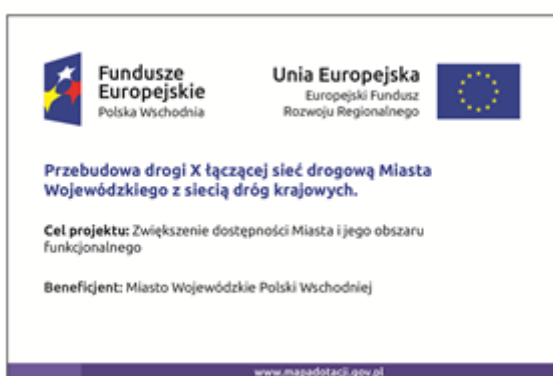 Fundusze
Europejskie
Polska Wschodnia
Unia Europejska
Europejski Fundusz
Rozwoju Regionalnego
Przebudowa drogi X łączącej sieć drogową Miasta
Wojewódzkiego z siecią dróg krajowych.
Cel projektu: Zwiększenie dostępności Miasta i jego obszaru
funkcjonalnego
Beneficjent: Miasto Wojewódzkie Polski Wschodniej
www.mapadotacji.gov.pl